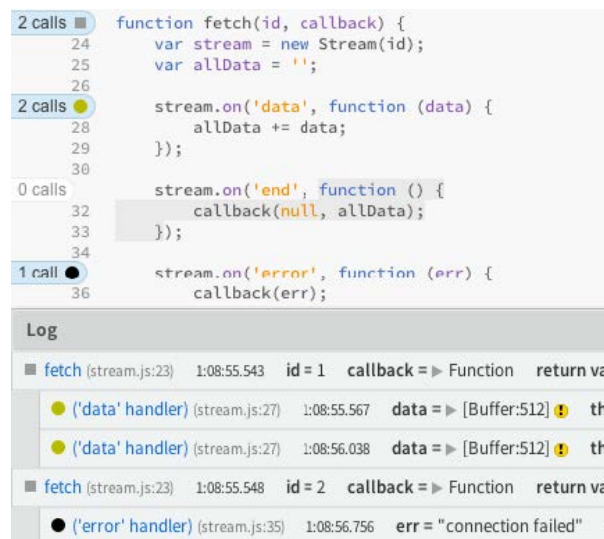 2 calls function fetch(id, callback) {
24 var stream = new Stream(id);
25 var allData = '';
26
2 calls stream.on('data', function (data) {
28 allData += data;
29 });
30
0 calls stream.on('end', function () {
32 callback(null, allData);
33 });
34
1 call stream.on('error', function (err) {
36 callback(err);
Log
fetch (stream.js:23) 1:08:55.543 id = 1 callback = ▶ Function return va
('data' handler) (stream.js:27) 1:08:55.567 data = ▶ [Buffer:512] ! th
('data' handler) (stream.js:27) 1:08:56.038 data = ▶ [Buffer:512] ! th
fetch (stream.js:23) 1:08:55.548 id = 2 callback = ▶ Function return va
('error' handler) (stream.js:35) 1:08:56.756 err = "connection failed"